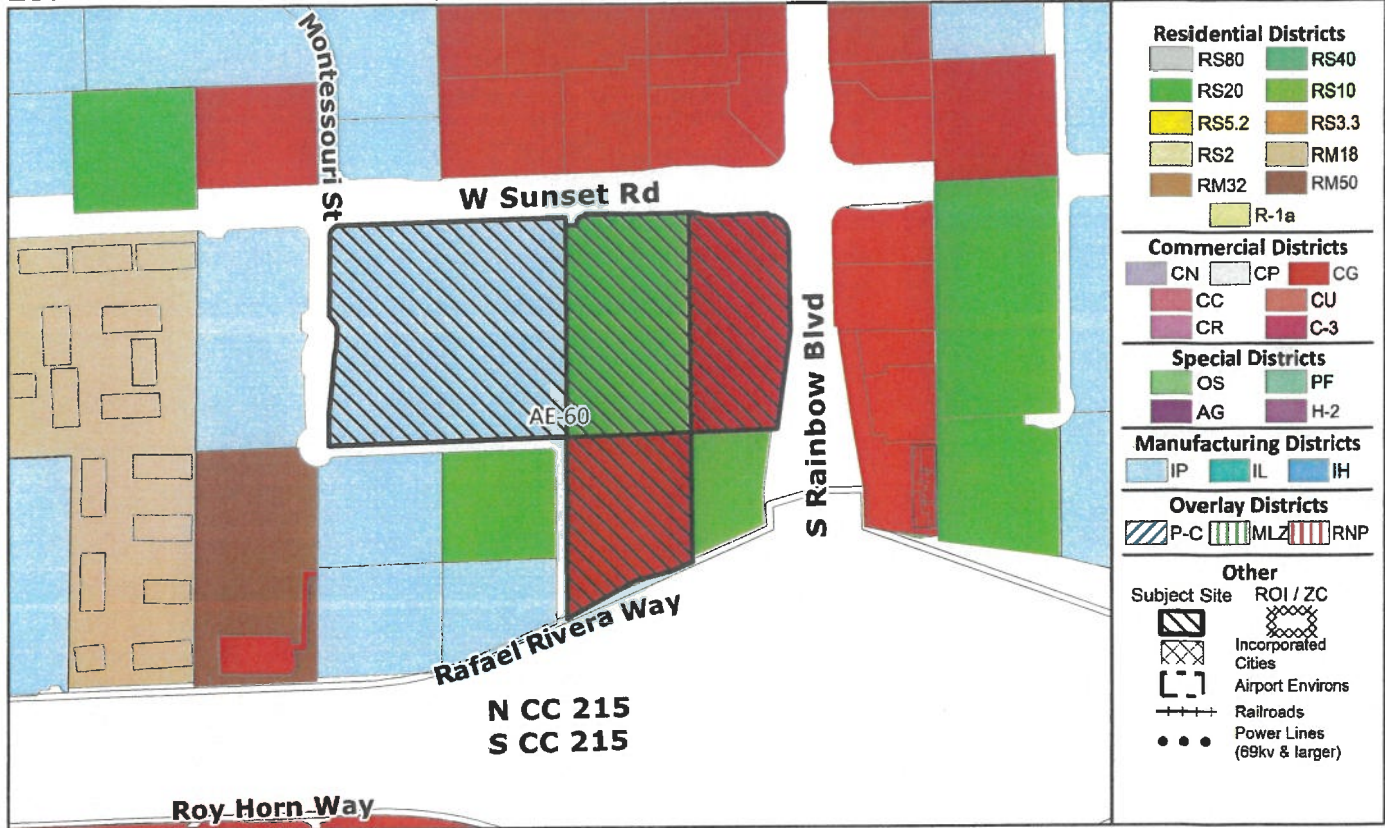 Montessouri St
W Sunset Rd
S Rainbow Blvd
AE-60
Rafael Rivera Way
N CC 215
S CC 215
Roy Horn Way
Residential Districts
RS80 RS40
RS20 RS10
RS5.2 RS3.3
RS2 RM18
RM32 RM50
R-1a
Commercial Districts
CN CP CG
CC CU
CR C-3
Special Districts
OS PF
AG H-2
Manufacturing Districts
IP IL IH
Overlay Districts
P-C MLZ RNP
Other
Subject Site ROI / ZC
Incorporated
Cities
Airport Environs
Railroads
Power Lines
(69kv & larger)